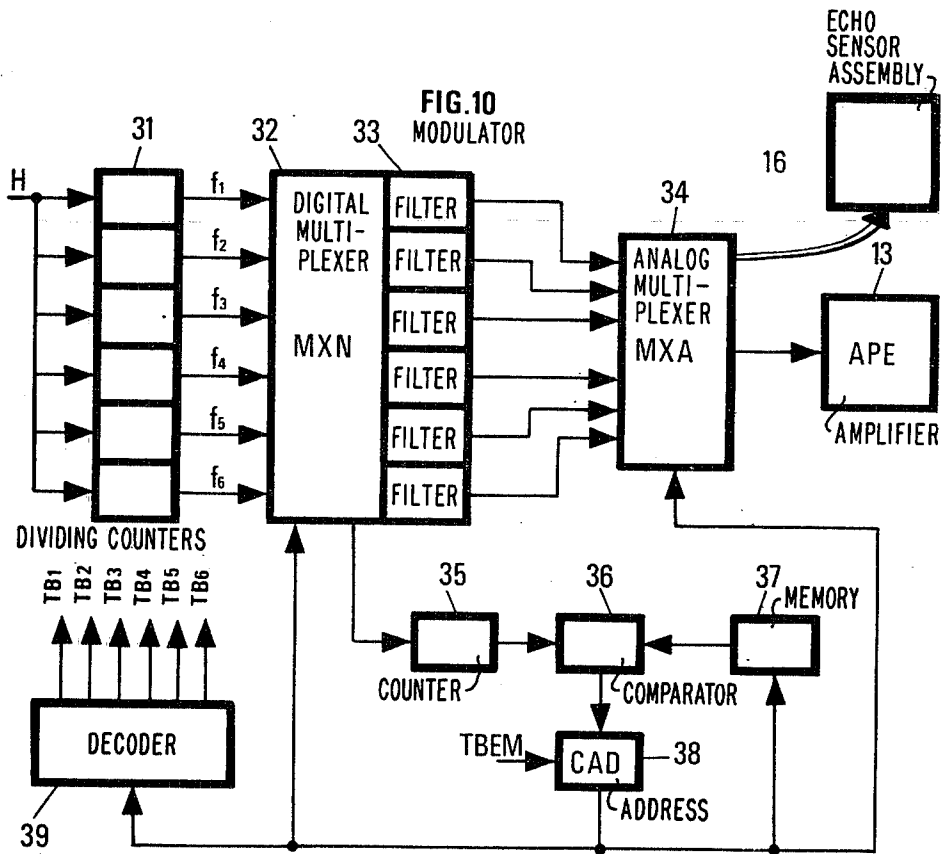 ECHO
SENSOR
ASSEMBLY
FIG.10
MODULATOR
31
32
33
16
34
13
H
f1
f2
f3
f4
f5
f6
DIGITAL
MULTI-
PLEXER
MXN
FILTER
FILTER
FILTER
FILTER
FILTER
FILTER
ANALOG
MULTI-
PLEXER
MXA
APE
AMPLIFIER
DIVIDING COUNTERS
TB1
TB2
TB3
TB4
TB5
TB6
35
36
37
MEMORY
COUNTER
COMPARATOR
DECODER
TBEM
CAD
38
ADDRESS
39